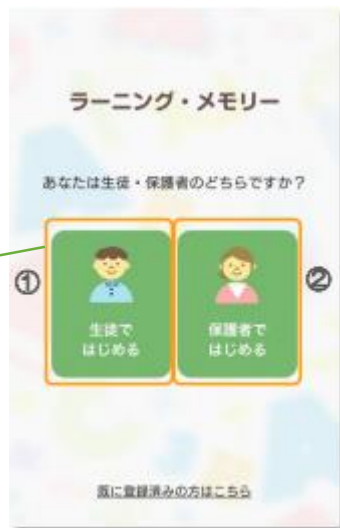 ラーニング・メモリー
あなたは生徒・保護者のどちらですか？
① ②
生徒で
はじめる
保護者で
はじめる
既に登録済みの方はこちら